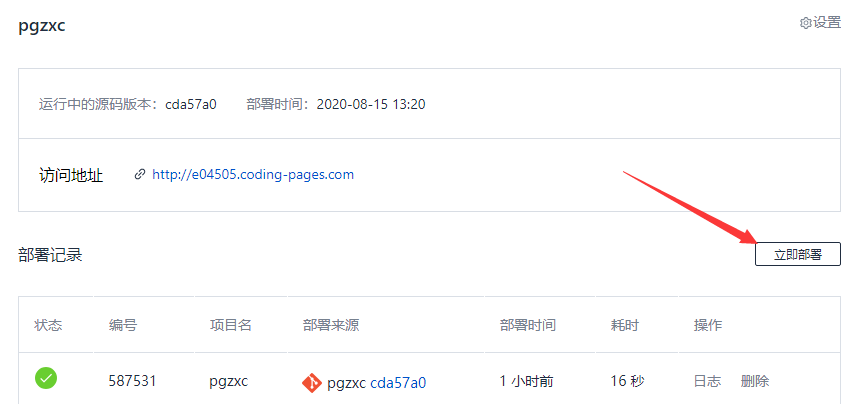 pgzxc 设置
运行中的源码版本：cda57a0 部署时间：2020-08-15 13:20
访问地址 http://e04505.coding-pages.com
部署记录 立即部署
状态 编号 项目名 部署来源 部署时间 耗时 操作
587531 pgzxc pgzxc cda57a0 1 小时前 16 秒 日志 删除